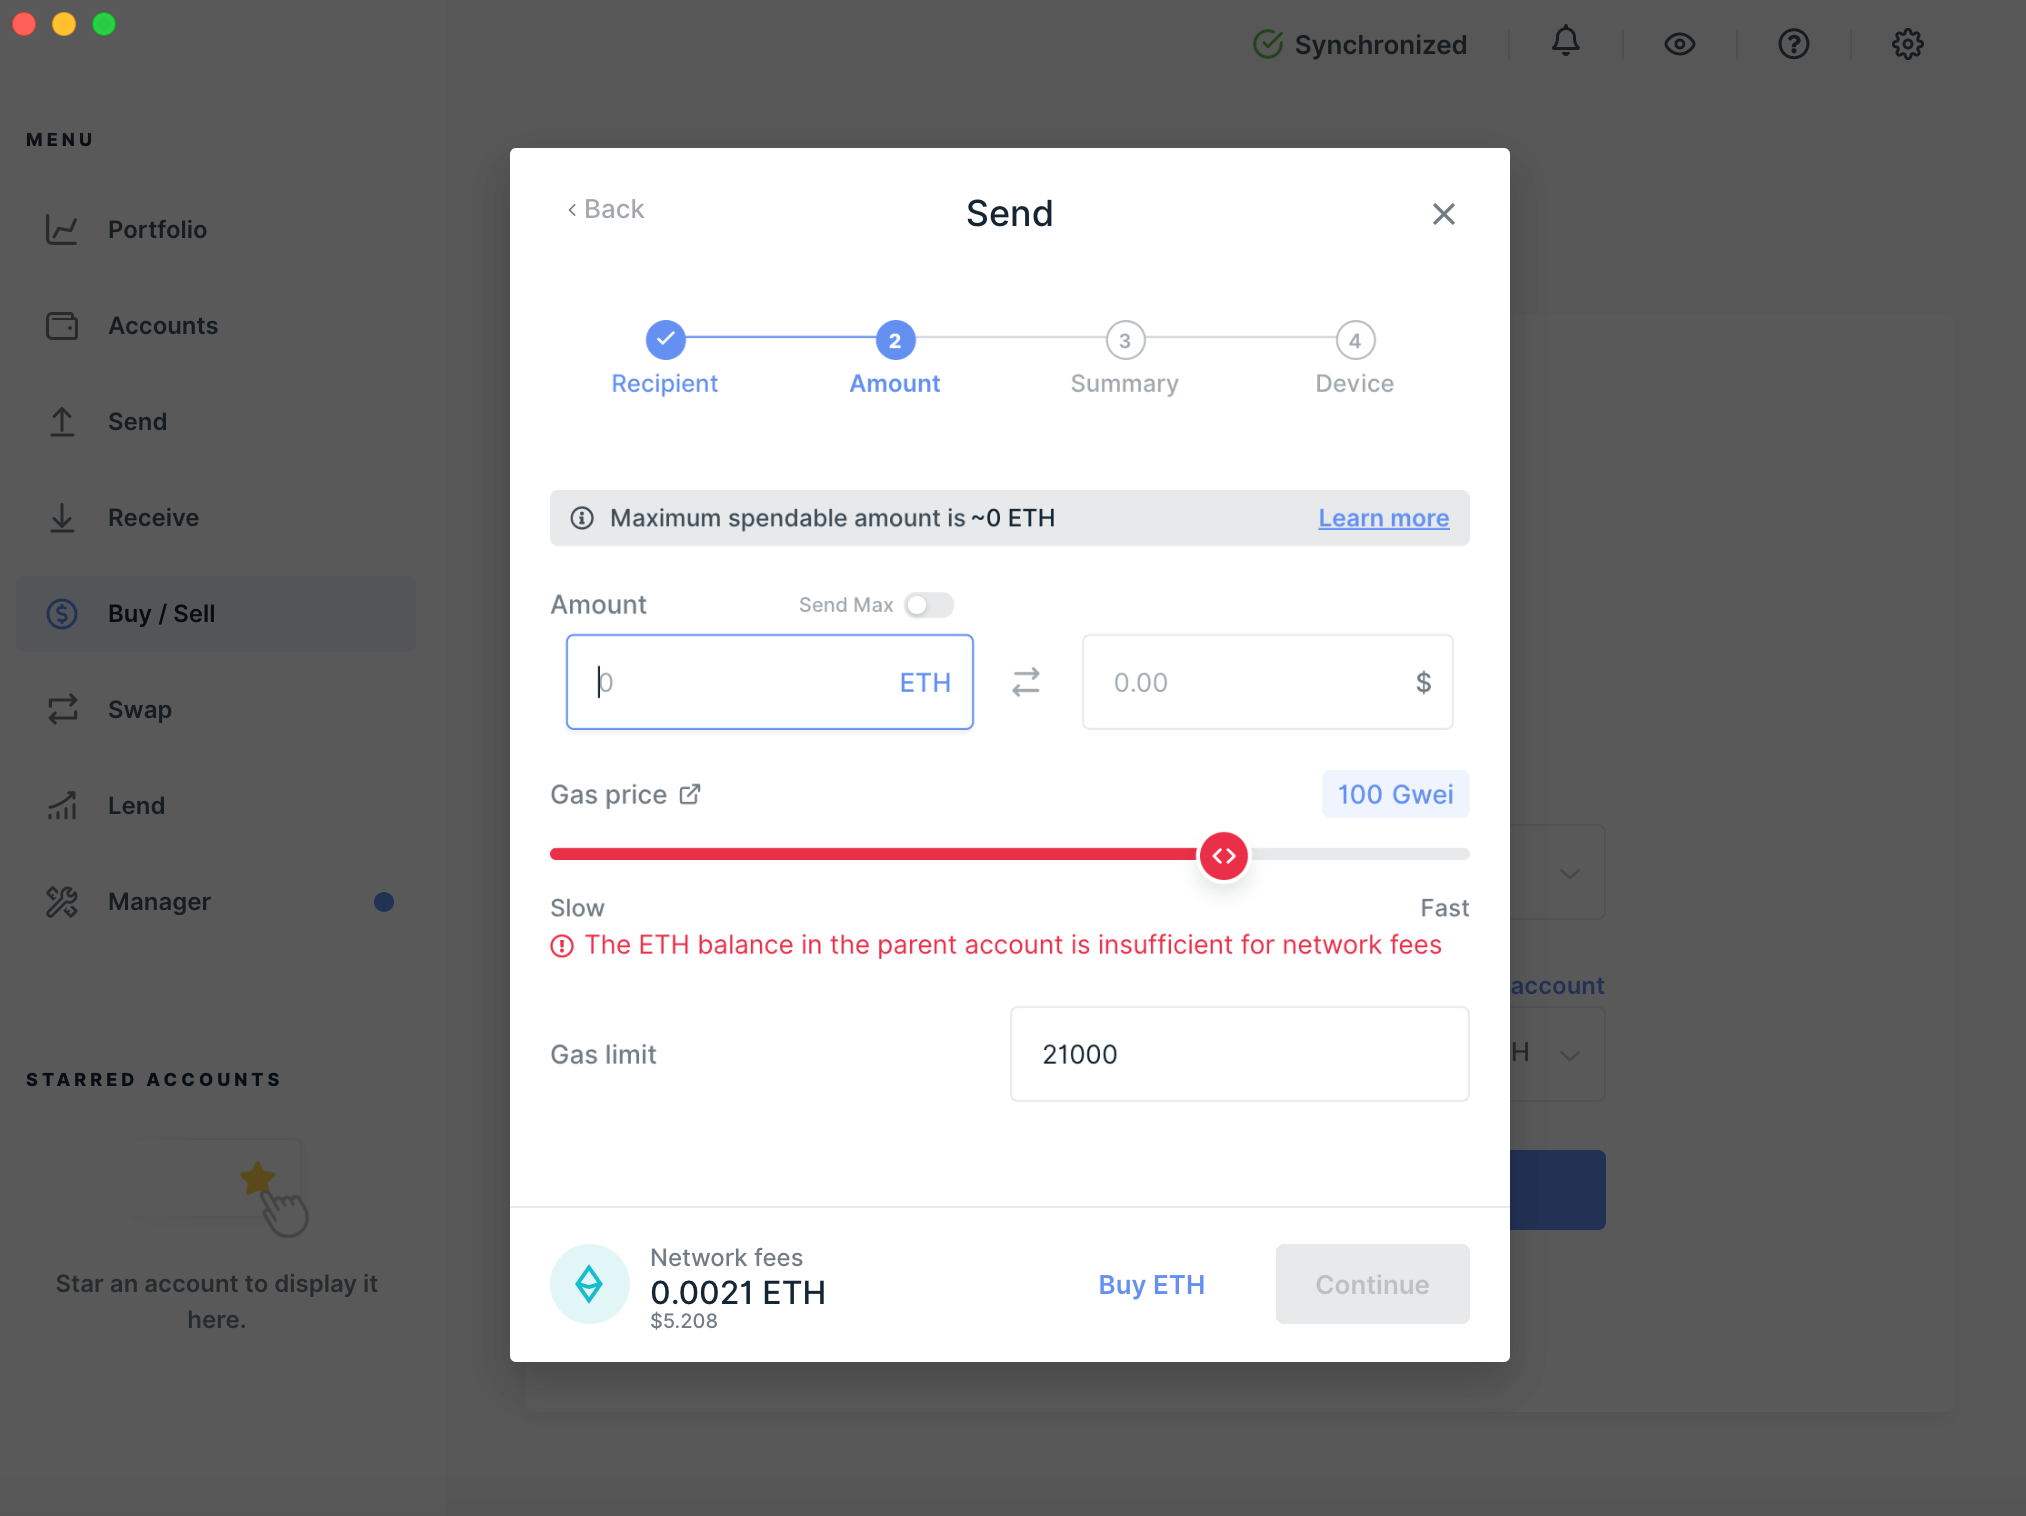 Synchronized
MENU
Portfolio
Accounts
Send
Receive
Buy / Sell
Swap
Lend
Manager
STARRED ACCOUNTS
Star an account to display it
here.
Back
Send
2
3
4
Recipient
Amount
Summary
Device
Maximum spendable amount is ~0 ETH
Learn more
Amount
Send Max
0
ETH
0.00
$
Gas price
100 Gwei
Slow
Fast
The ETH balance in the parent account is insufficient for network fees
Gas limit
21000
account
H
Network fees
0.0021 ETH
$5.208
Buy ETH
Continue